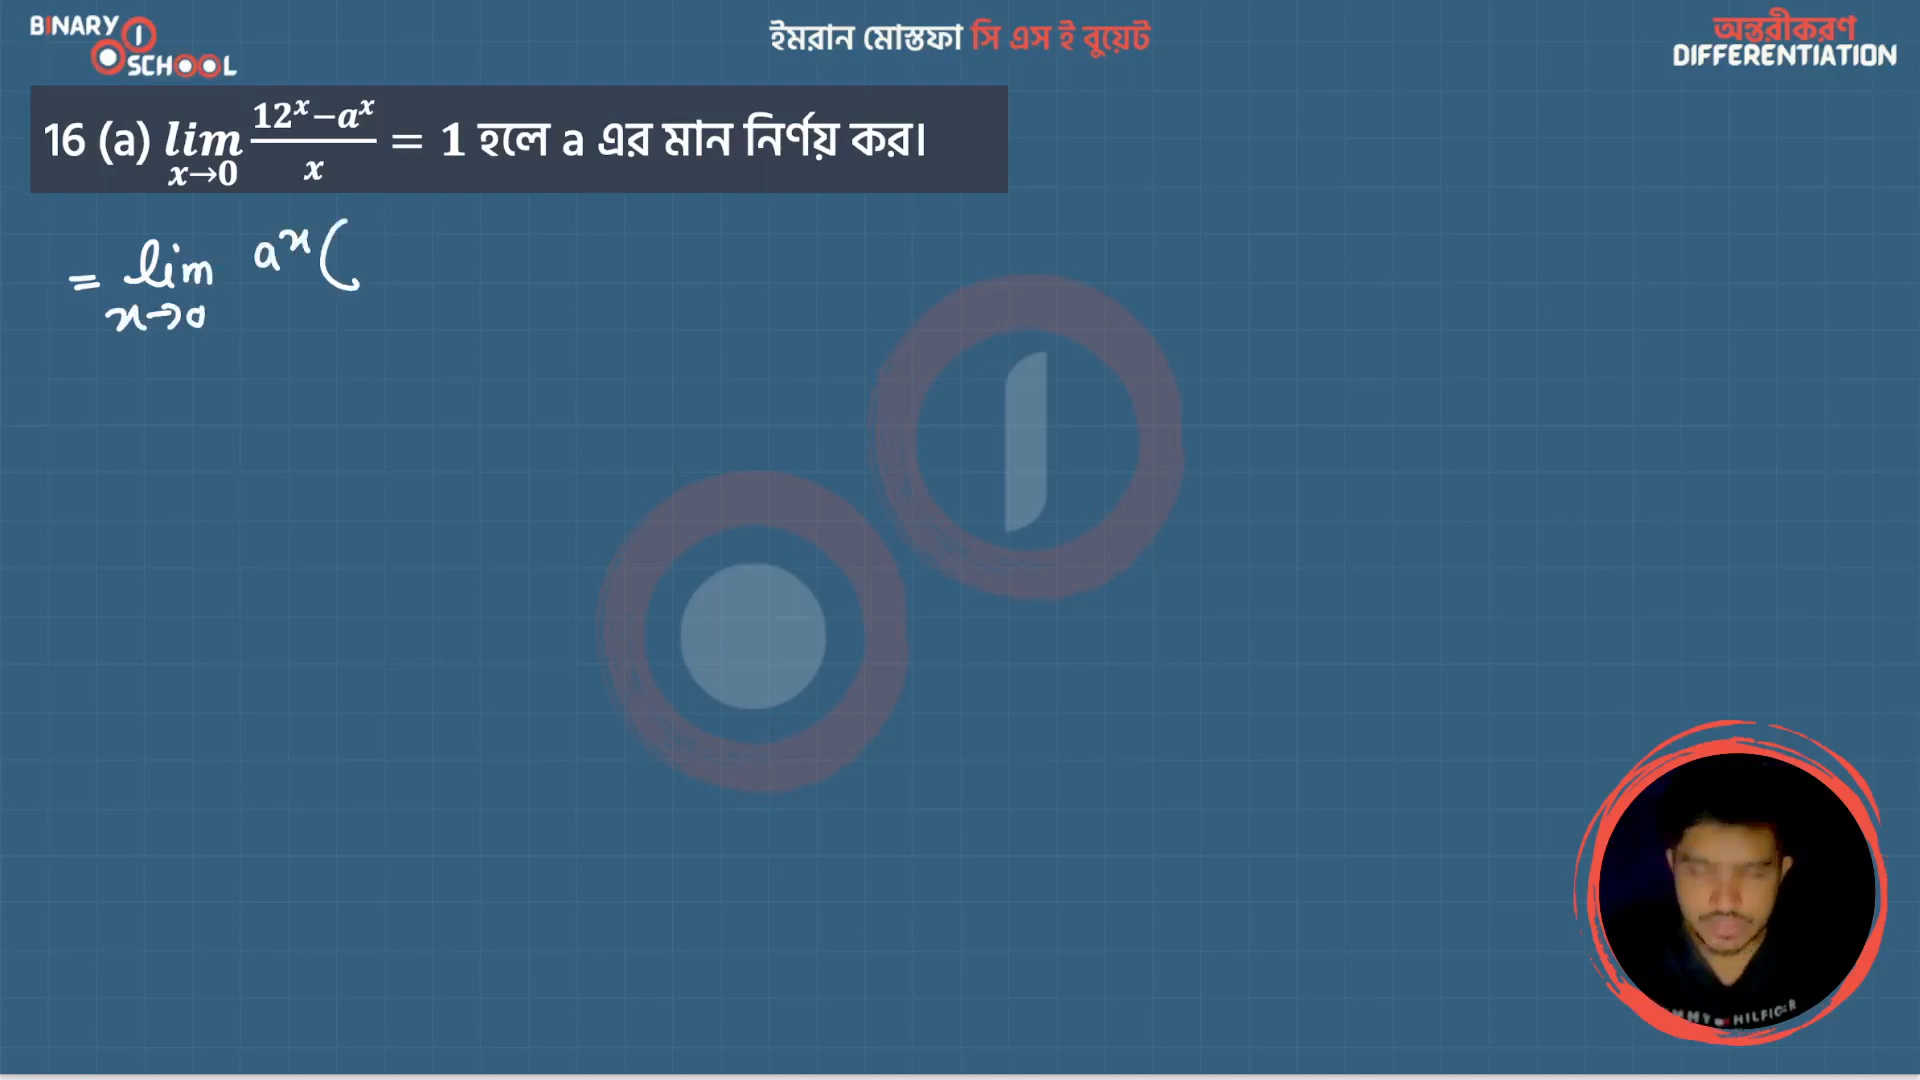 BINARY
SCHOOL
ইমরান মোস্তফা সি এস ই বুয়েট
অন্তরীকরণ
DIFFERENTIATION
16 (a) lim x→0 (12^x − a^x)/x = 1 হলে a এর মান নির্ণয় কর।
= lim x→0 a^x (
HILFIGER